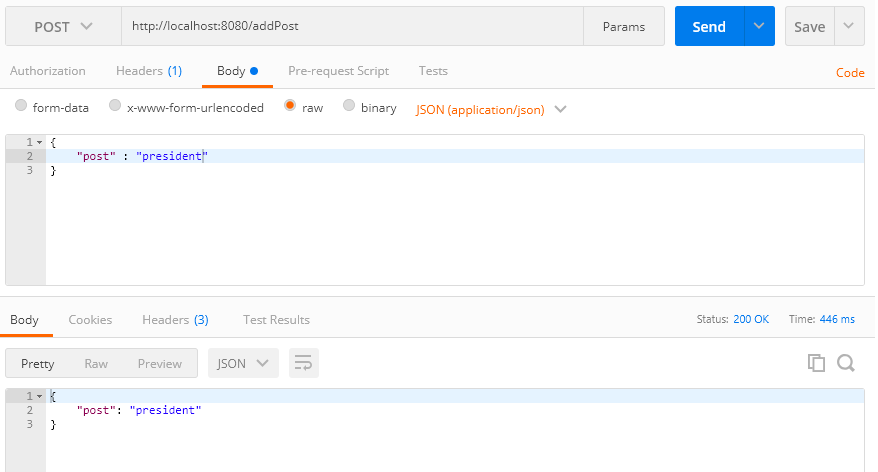 POST http://localhost:8080/addPost Params Send Save
Authorization Headers (1) Body Pre-request Script Tests Code
form-data x-www-form-urlencoded raw binary JSON (application/json)
1 {
2 "post" : "president"
3 }
Body Cookies Headers (3) Test Results Status: 200 OK Time: 446 ms
Pretty Raw Preview JSON
1 {
2 "post": "president"
3 }